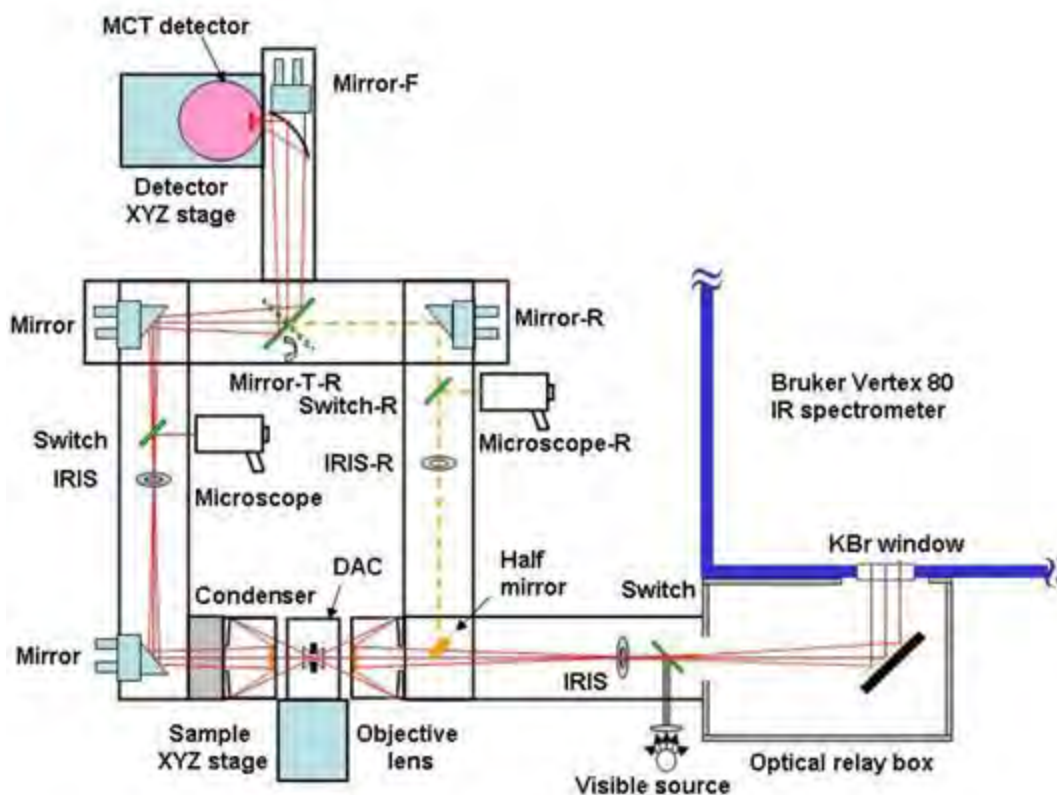 MCT detector
Mirror-F
Detector
XYZ stage
Mirror
Mirror-R
Mirror-T-R
Switch-R
Bruker Vertex 80
IR spectrometer
Switch
Microscope-R
IRIS
IRIS-R
Microscope
KBr window
DAC
Half
mirror
Condenser
Switch
Mirror
IRIS
Sample
XYZ stage
Objective
lens
Visible source
Optical relay box